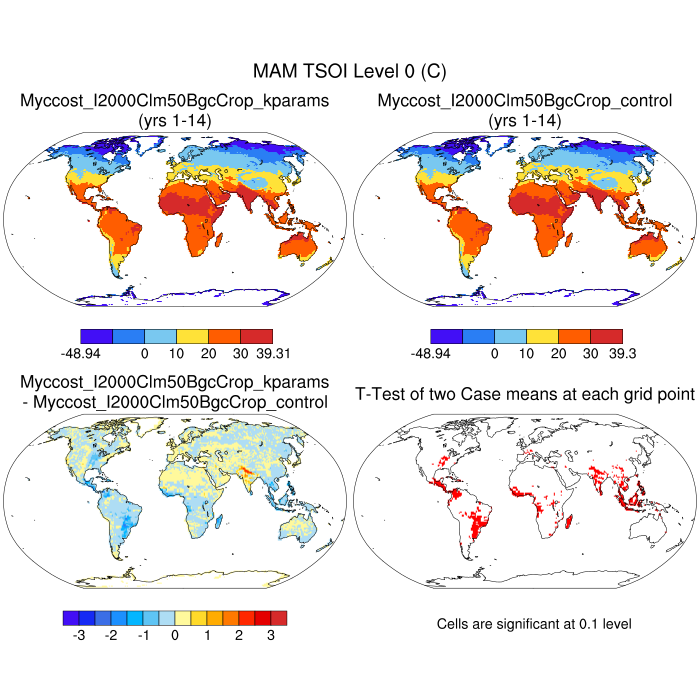 MAM TSOI Level 0 (C)
Myccost_I2000Clm50BgcCrop_kparams
(yrs 1-14)
Myccost_I2000Clm50BgcCrop_control
(yrs 1-14)
-48.94 0 10 20 30 39.31
-48.94 0 10 20 30 39.3
Myccost_I2000Clm50BgcCrop_kparams
- Myccost_I2000Clm50BgcCrop_control
T-Test of two Case means at each grid point
-3 -2 -1 0 1 2 3
Cells are significant at 0.1 level